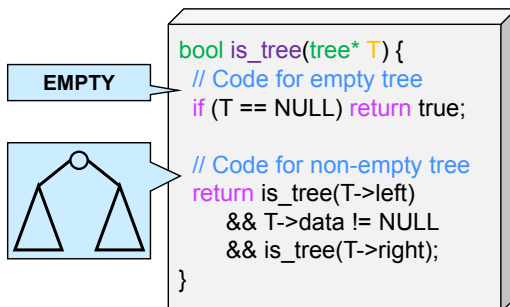 EMPTY
bool is_tree(tree* T) {
// Code for empty tree
if (T == NULL) return true;
// Code for non-empty tree
return is_tree(T->left)
&& T->data != NULL
&& is_tree(T->right);
}